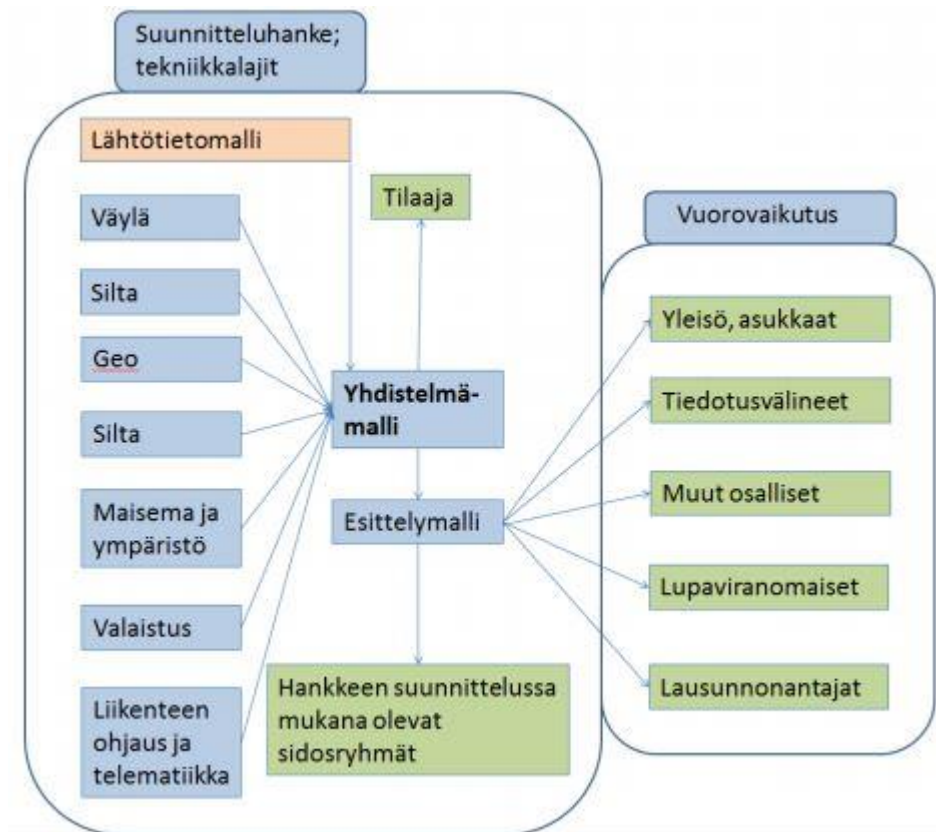 Suunnitteluhanke;
tekniikkalajit
Lähtötietomalli
Väylä
Silta
Geo
Silta
Maisema ja
ympäristö
Valaistus
Liikenteen
ohjaus ja
telematiikka
Tilaaja
Yhdistelmä-
malli
Esittelymalli
Hankkeen suunnittelussa
mukana olevat
sidosryhmät
Vuorovaikutus
Yleisö, asukkaat
Tiedotusvälineet
Muut osalliset
Lupaviranomaiset
Lausunnonantajat